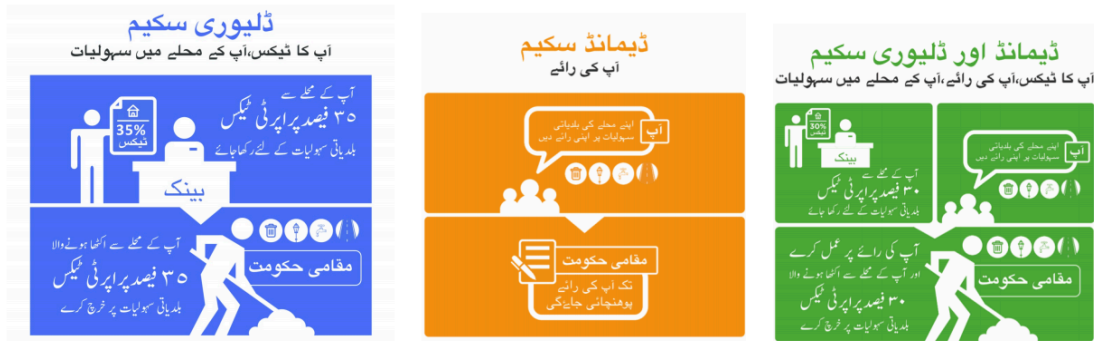 ڈلیوری سکیم
آپ کا ٹیکس،آپ کے محلے میں سہولیات
35%
ٹیکس
آپ کے محلے سے
۳۵ فیصد پراپرٹی ٹیکس
بلدیاتی سہولیات کے لئے رکھا جائے
بینک
آپ کے محلے سے اکٹھا ہونے والا
۳۵ فیصد پراپرٹی ٹیکس
بلدیاتی سہولیات پر خرچ کرے
مقامی حکومت
ڈیمانڈ سکیم
آپ کی رائے
آپ
اپنے محلے کی بلدیاتی
سہولیات پر اپنی رائے دیں
مقامی حکومت
تک آپ کی رائے
پوھنچائی جاۓگی
ڈیمانڈ اور ڈلیوری سکیم
آپ کا ٹیکس،آپ کی رائے،آپ کے محلے میں سہولیات
30%
ٹیکس
بینک
آپ کے محلے سے
۳۰ فیصد پراپرٹی ٹیکس
بلدیاتی سہولیات کے لئے رکھا جائے
آپ
اپنے محلے کی بلدیاتی
سہولیات پر اپنی رائے دیں
آپ کی رائے پر عمل کرے
اور آپ کے محلے سے اکٹھا ہونے والا
۳۰ فیصد پراپرٹی ٹیکس
بلدیاتی سہولیات پر خرچ کرے
مقامی حکومت